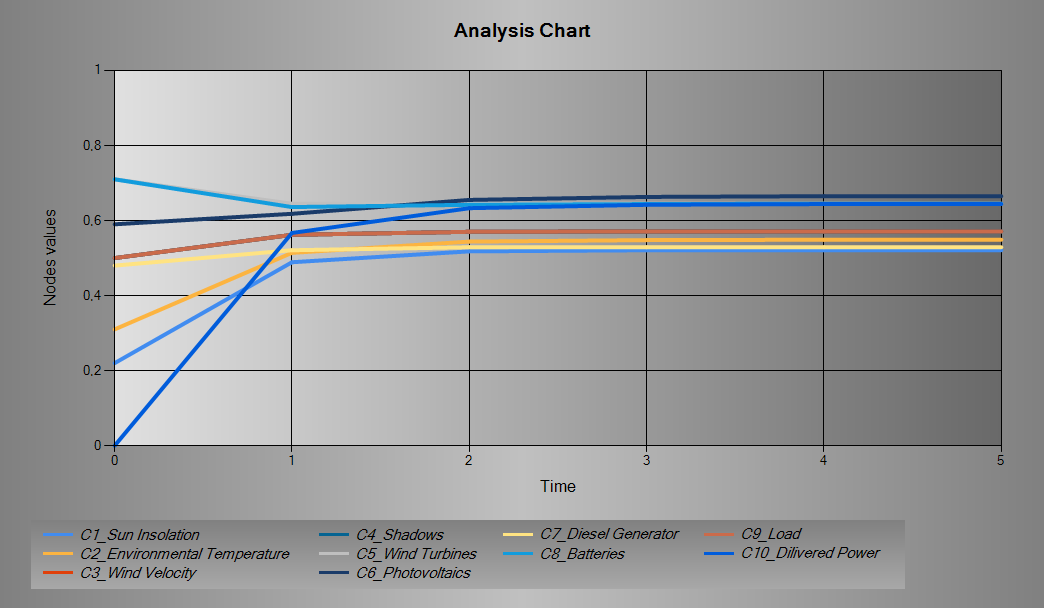 Analysis Chart
1
0,8
0,6
0,4
0,2
0
Nodes values
0 1 2 3 4 5
Time
C1_Sun Insolation C4_Shadows C7_Diesel Generator C9_Load
C2_Environmental Temperature C5_Wind Turbines C8_Batteries C10_Dilivered Power
C3_Wind Velocity C6_Photovoltaics